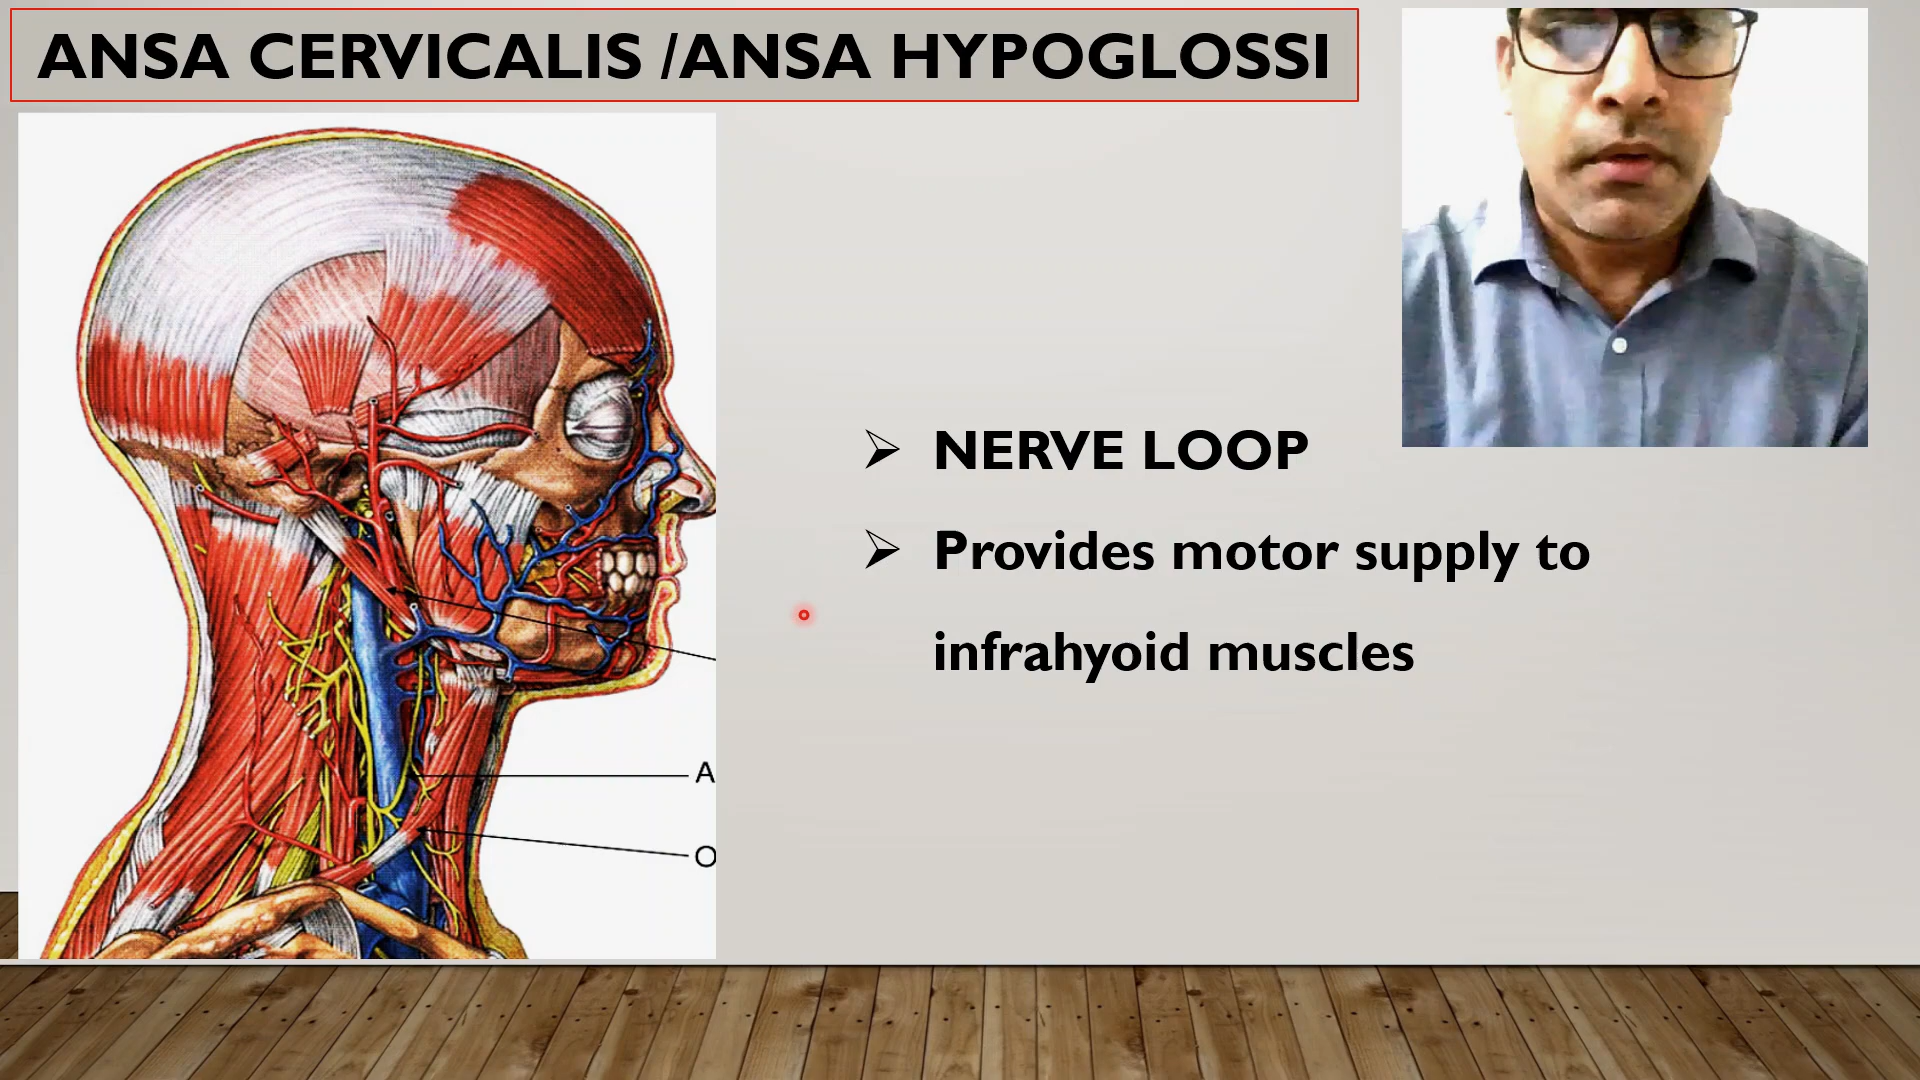 ANSA CERVICALIS /ANSA HYPOGLOSSI
➢ NERVE LOOP
➢ Provides motor supply to
infrahyoid muscles
A
O